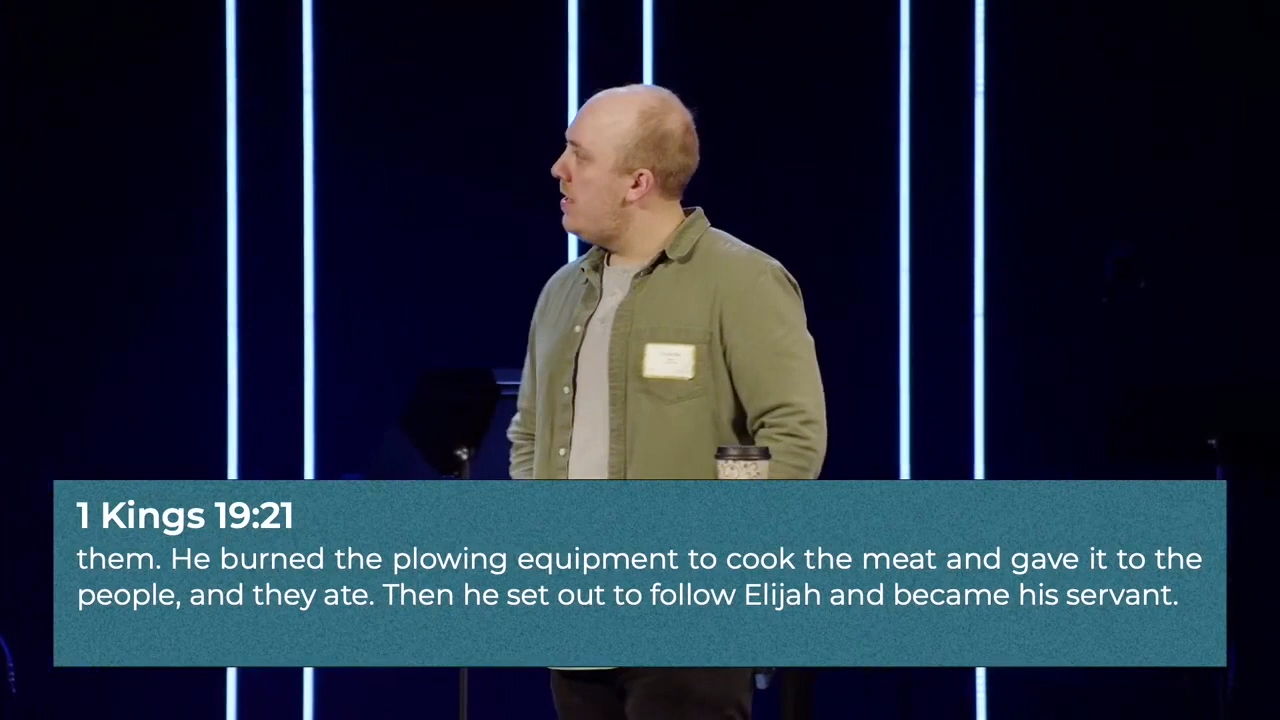 1 Kings 19:21
them. He burned the plowing equipment to cook the meat and gave it to the
people, and they ate. Then he set out to follow Elijah and became his servant.